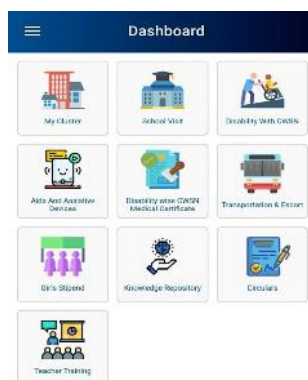 Dashboard
My Cluster
School Visit
Disability With CWSN
Aids And Assistive
Devices
Disability wise CWSN
Medical Certificate
Transportation & Escort
Girls Stipend
Knowledge Repository
Circulars
Teacher Training